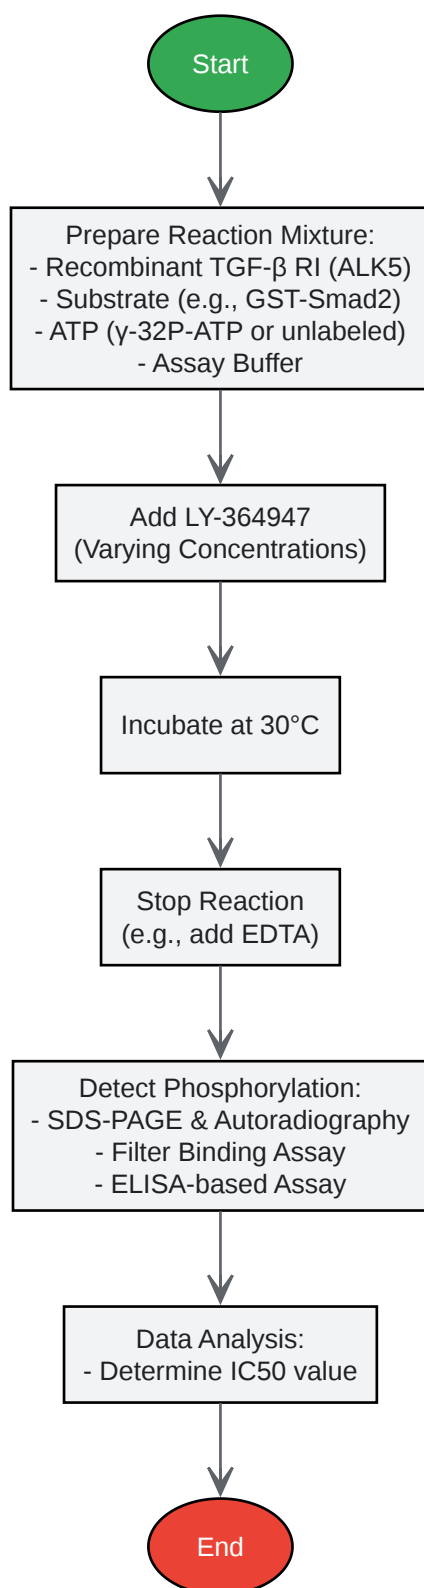 Start
Prepare Reaction Mixture:
- Recombinant TGF-β RI (ALK5)
- Substrate (e.g., GST-Smad2)
- ATP (γ-32P-ATP or unlabeled)
- Assay Buffer
Add LY-364947
(Varying Concentrations)
Incubate at 30°C
Stop Reaction
(e.g., add EDTA)
Detect Phosphorylation:
- SDS-PAGE & Autoradiography
- Filter Binding Assay
- ELISA-based Assay
Data Analysis:
- Determine IC50 value
End